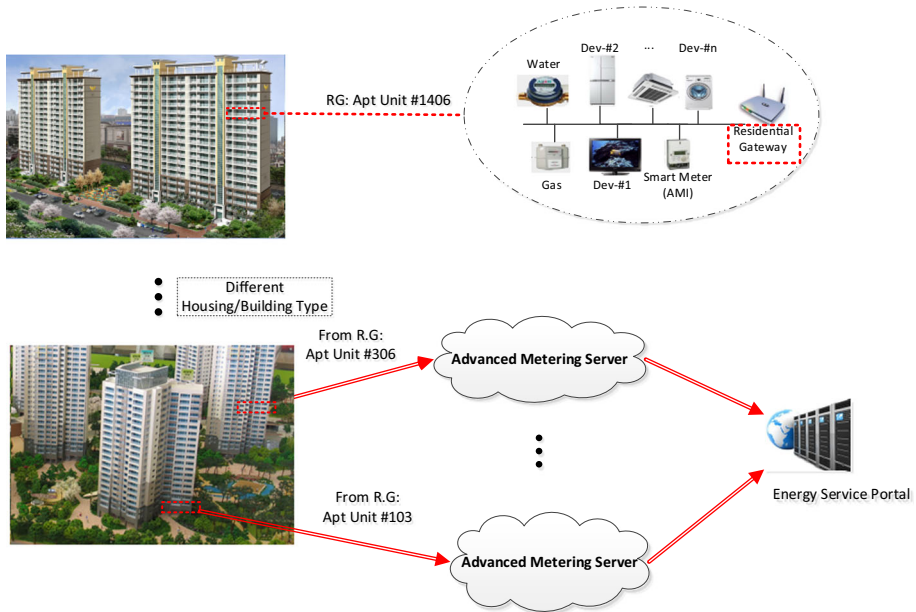 Dev-#2
...
Dev-#n
Water
RG: Apt Unit #1406
Residential
Gateway
Gas
Dev-#1
Smart Meter
(AMI)
Different
Housing/Building Type
From R.G:
Apt Unit #306
Advanced Metering Server
Energy Service Portal
From R.G:
Apt Unit #103
Advanced Metering Server